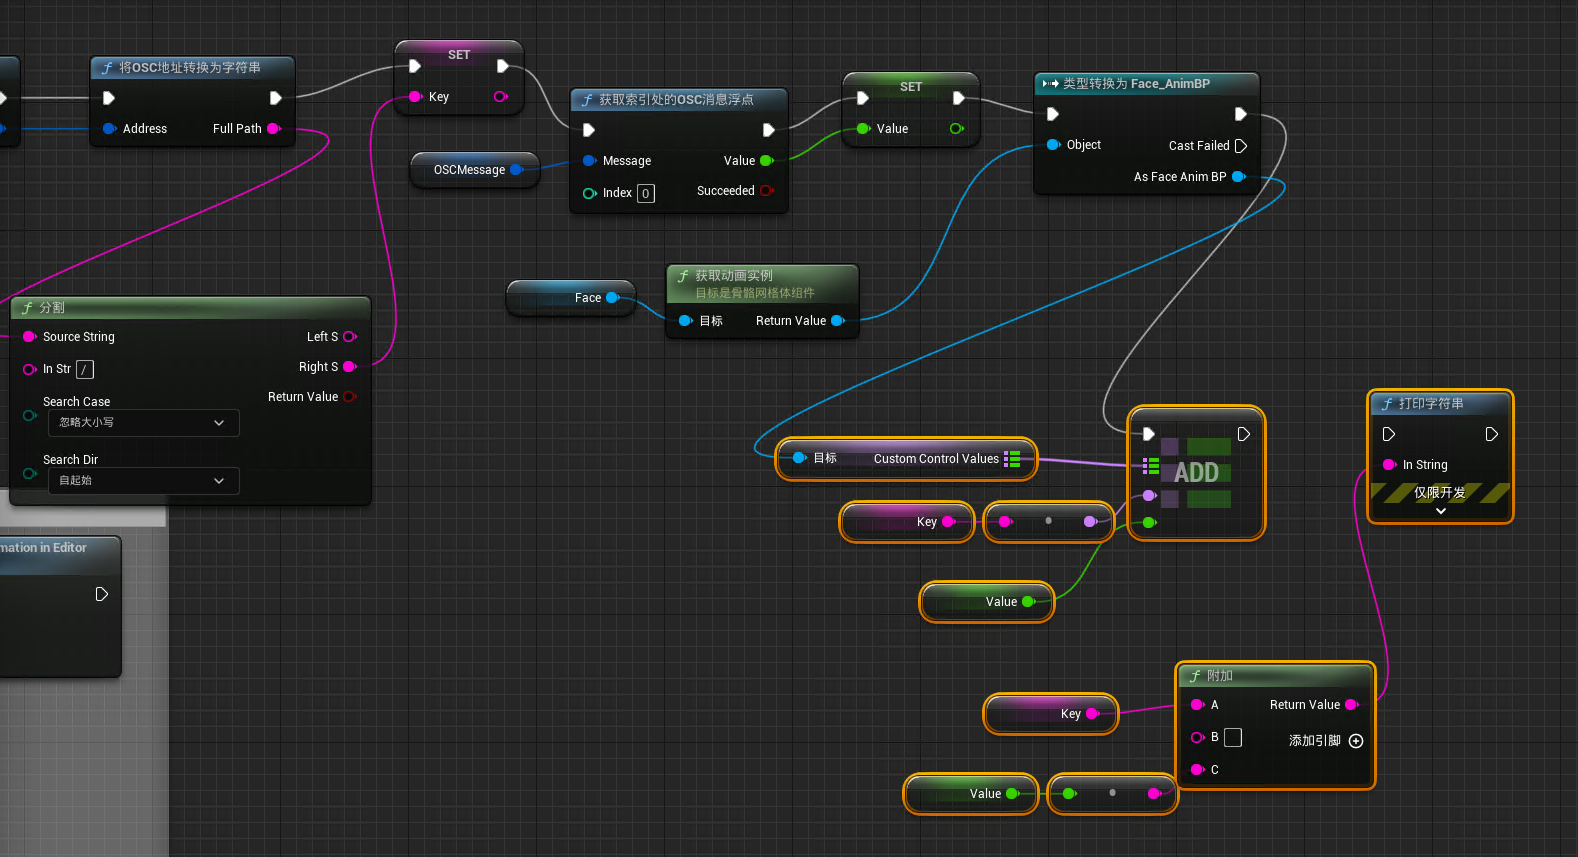 将OSC地址转换为字符串
Address
Full Path
SET
Key
获取索引处的OSC消息浮点
Message
Value
Index 0
Succeeded
OSCMessage
SET
Value
类型转换为 Face_AnimBP
Object
Cast Failed
As Face Anim BP
Face
获取动画实例
目标是骨骼网格体组件
目标
Return Value
分割
Source String
Left S
In Str /
Right S
Search Case
Return Value
忽略大小写
Search Dir
自起始
mation in Editor
目标
Custom Control Values
ADD
Key
Value
打印字符串
In String
仅限开发
附加
A
Return Value
B
添加引脚
C
Key
Value